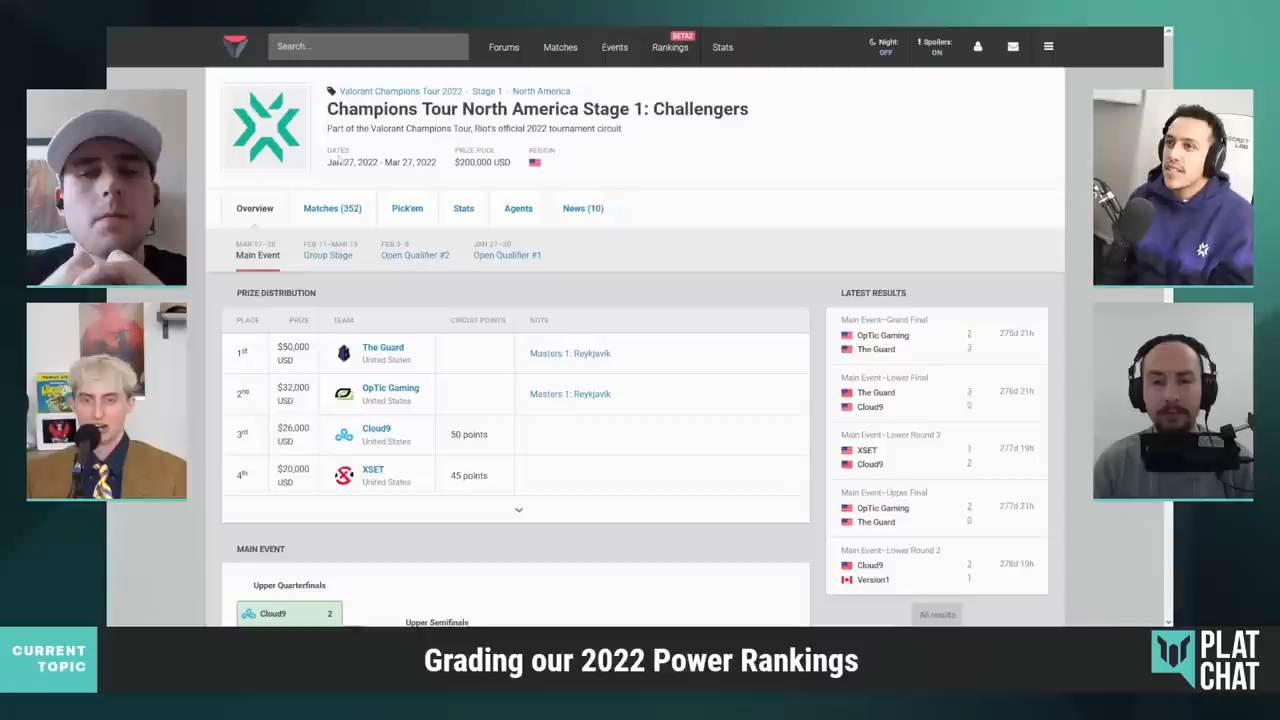 Search...
Forums
Matches
Events
Rankings
BETA2
Stats
Night:
OFF
Spoilers:
ON
Valorant Champions Tour 2022
Stage 1
North America
Champions Tour North America Stage 1: Challengers
Part of the Valorant Champions Tour, Riot's official 2022 tournament circuit
DATES
PRIZE POOL
REGION
Jan 27, 2022 - Mar 27, 2022
$200,000 USD
Overview
Matches (352)
Pick'em
Stats
Agents
News (10)
MAR 17–28
FEB 11–MAR 13
FEB 3-6
JAN 27–30
Main Event
Group Stage
Open Qualifier #2
Open Qualifier #1
PRIZE DISTRIBUTION
PLACE
PRIZE
TEAM
CIRCUIT POINTS
NOTE
1st
$50,000
USD
The Guard
United States
Masters 1: Reykjavík
2nd
$32,000
USD
OpTic Gaming
United States
Masters 1: Reykjavík
3rd
$26,000
USD
Cloud9
United States
50 points
4th
$20,000
USD
XSET
United States
45 points
MAIN EVENT
Upper Quarterfinals
Cloud9 2
Upper Semifinals
LATEST RESULTS
Main Event–Grand Final
OpTic Gaming 2
The Guard 3
275d 21h
Main Event–Lower Final
The Guard 3
Cloud9 0
276d 21h
Main Event–Lower Round 3
XSET 1
Cloud9 2
277d 19h
Main Event–Upper Final
OpTic Gaming 2
The Guard 0
277d 21h
Main Event–Lower Round 2
Cloud9 2
Version1 1
278d 19h
All results
SECRET
LAB
CURRENT
TOPIC
Grading our 2022 Power Rankings
PLAT
CHAT